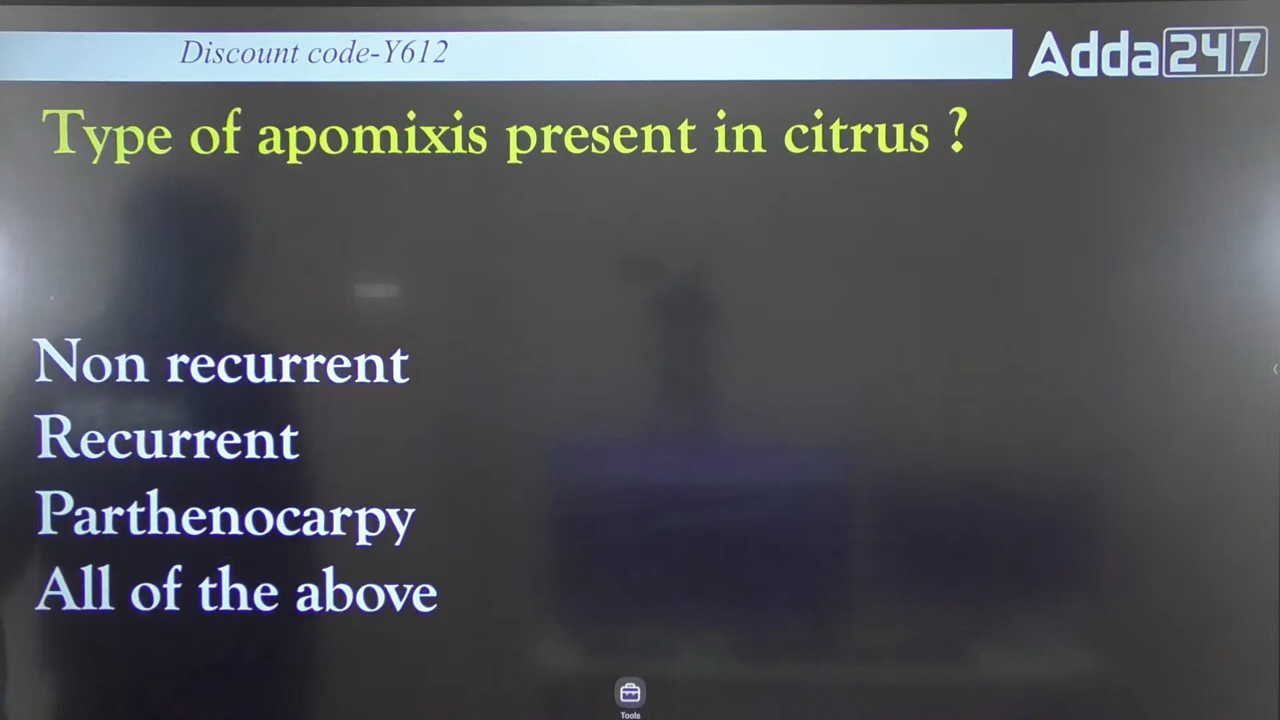 Discount code-Y612
Adda247
Type of apomixis present in citrus ?
Non recurrent
Recurrent
Parthenocarpy
All of the above
Tools